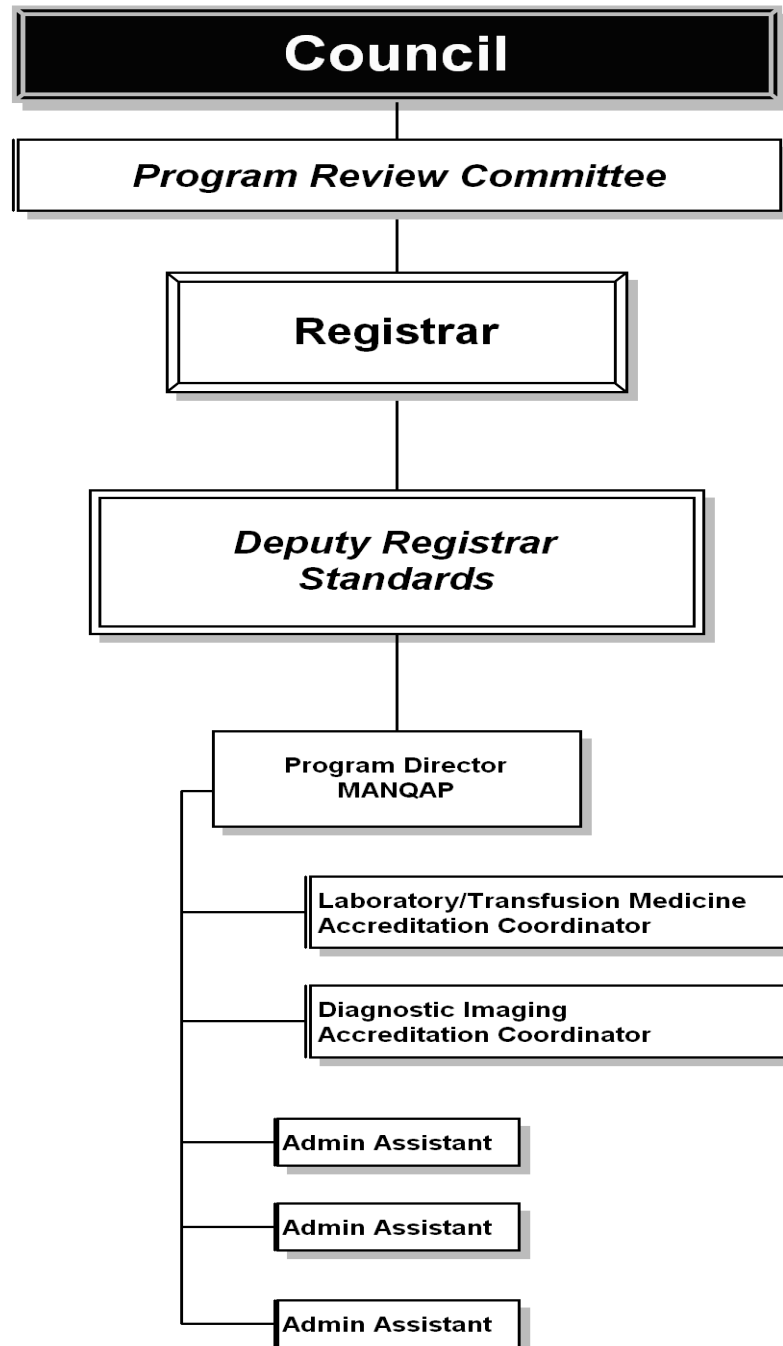 Council
Program Review Committee
Registrar
Deputy Registrar
Standards
Program Director
MANQAP
Laboratory/Transfusion Medicine
Accreditation Coordinator
Diagnostic Imaging
Accreditation Coordinator
Admin Assistant
Admin Assistant
Admin Assistant